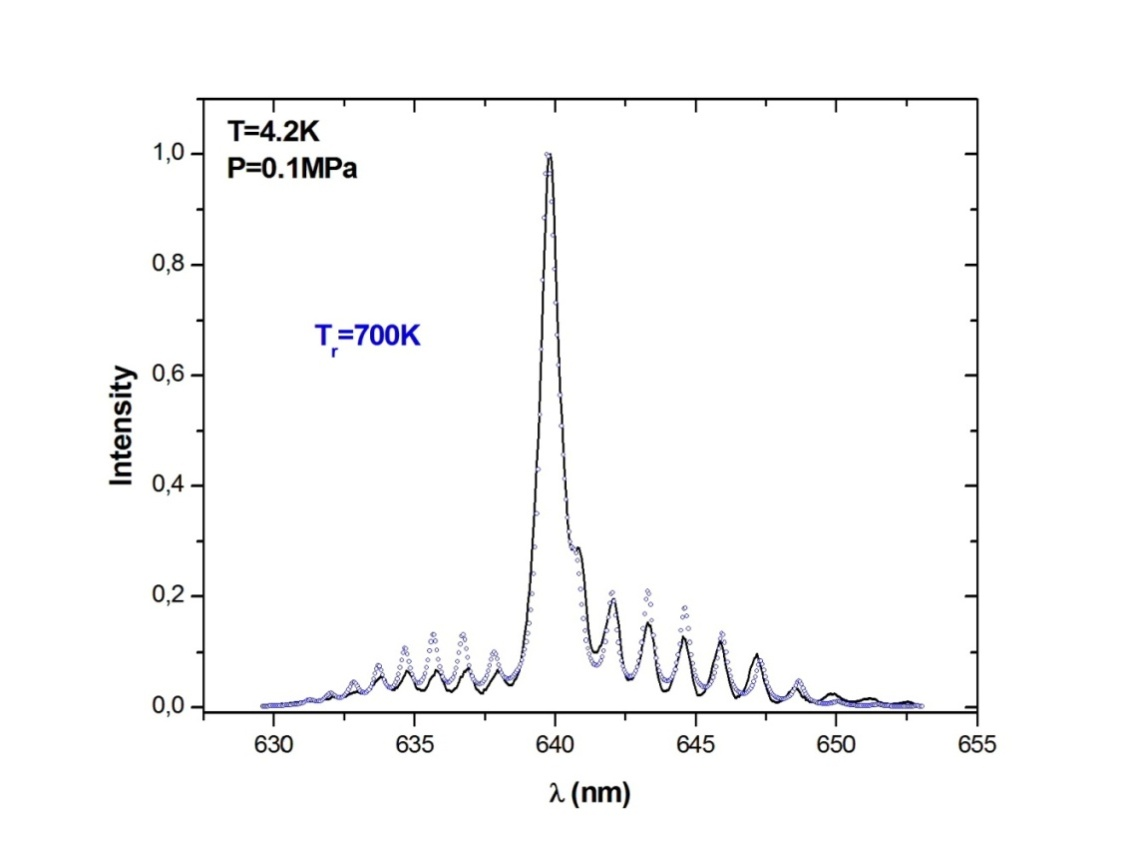 T=4.2K
P=0.1MPa
1,0
0,8
Tr=700K
0,6
0,4
0,2
0,0
Intensity
630 635 640 645 650 655
λ (nm)